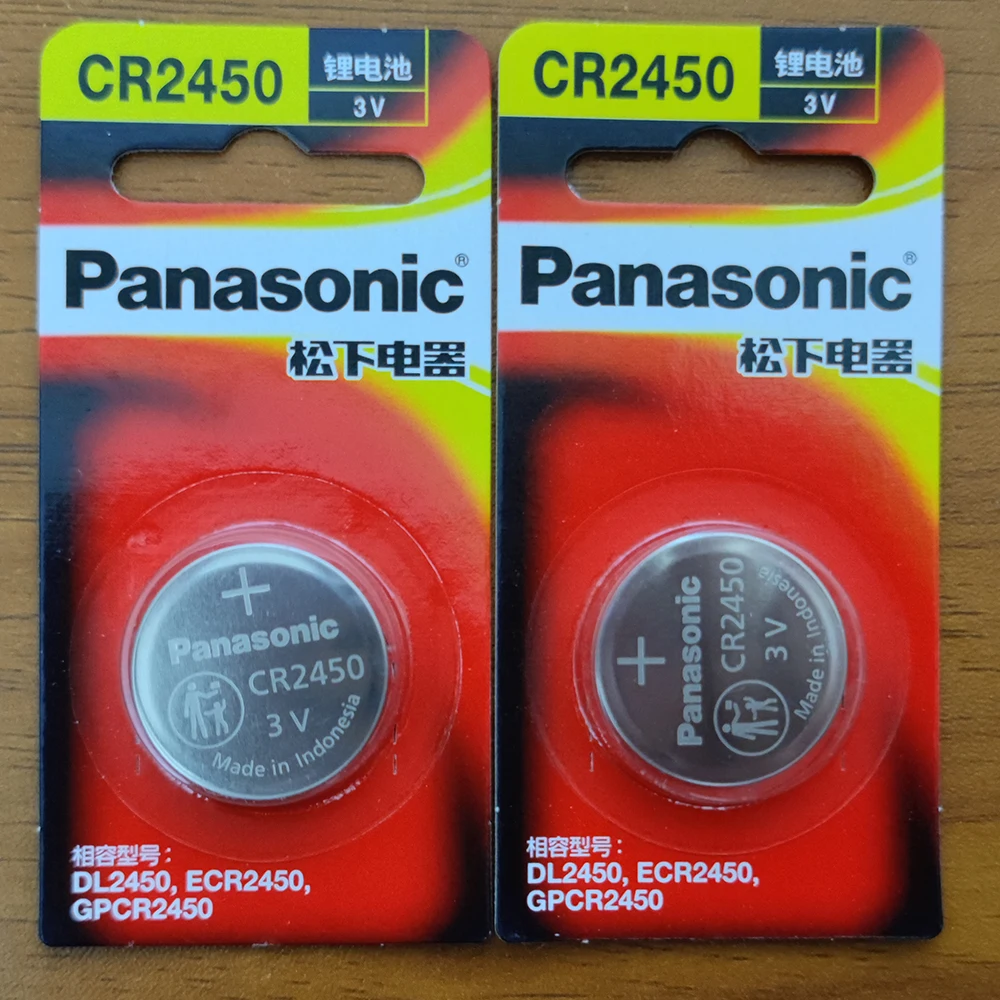 CR2450
锂电池
3V
Panasonic®
松下电器
+
Panasonic
CR2450
3V
Made in Indonesia
相容型号:
DL2450, ECR2450,
GPCR2450
CR2450
锂电池
3V
Panasonic®
松下电器
+
Panasonic
CR2450
3V
Made in Indonesia
相容型号:
DL2450, ECR2450,
GPCR2450